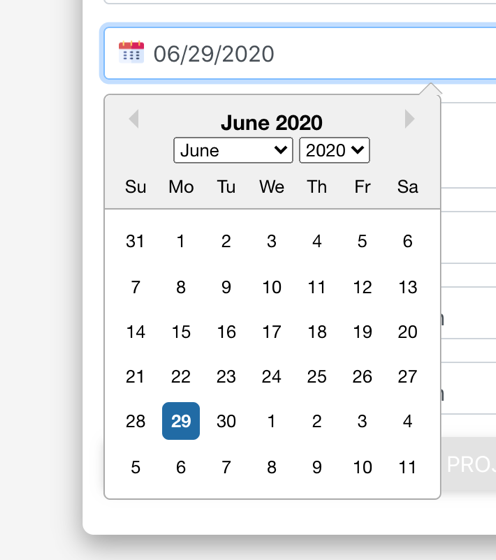 06/29/2020
June 2020
June 2020
Su Mo Tu We Th Fr Sa
31 1 2 3 4 5 6
7 8 9 10 11 12 13
14 15 16 17 18 19 20
21 22 23 24 25 26 27
28 29 30 1 2 3 4
5 6 7 8 9 10 11
PROJ